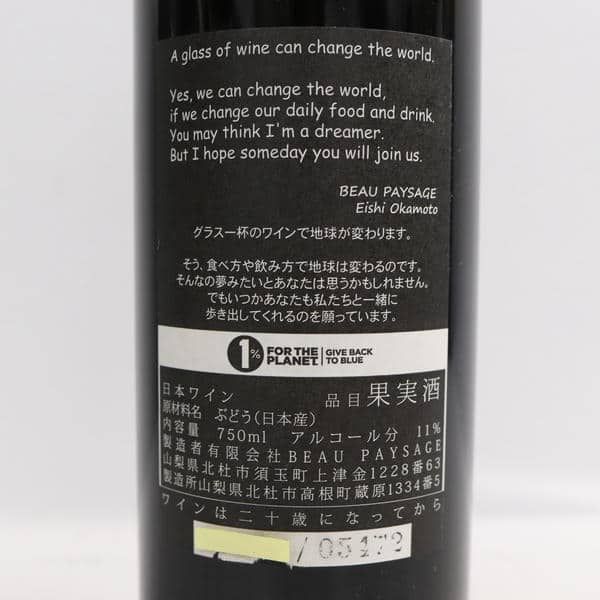 A glass of wine can change the world.
Yes, we can change the world,
if we change our daily food and drink.
You may think I'm a dreamer.
But I hope someday you will join us.
BEAU PAYSAGE
Eishi Okamoto
グラス一杯のワインで地球が変わります。
そう、食べ方や飲み方で地球は変わるのです。
そんなの夢みたいとあなたは思うかもしれません。
でもいつかあなたも私たちと一緒に
歩き出してくれるのを願っています。
1% FOR THE PLANET. GIVE BACK TO BLUE
日本ワイン 品目 果実酒
原材料名 ぶどう(日本産)
内容量 750ml アルコール分 11%
製造者有限会社BEAU PAYSAGE
山梨県北杜市須玉町上津金1228番63
製造所山梨県北杜市高根町蔵原1334番5
ワインは二十歳になってから
/05472